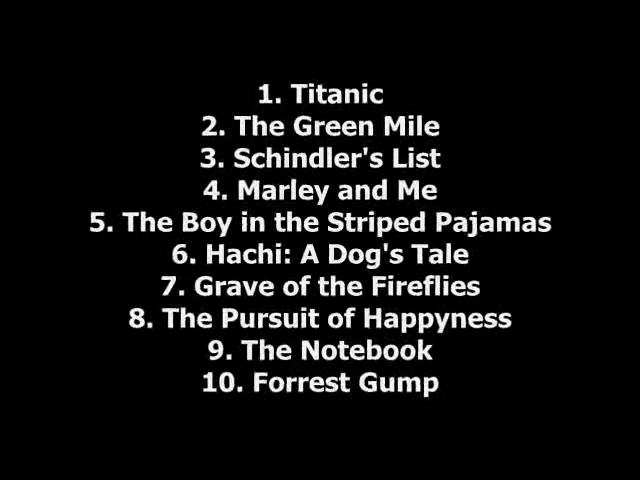 1. Titanic
2. The Green Mile
3. Schindler's List
4. Marley and Me
5. The Boy in the Striped Pajamas
6. Hachi: A Dog's Tale
7. Grave of the Fireflies
8. The Pursuit of Happyness
9. The Notebook
10. Forrest Gump